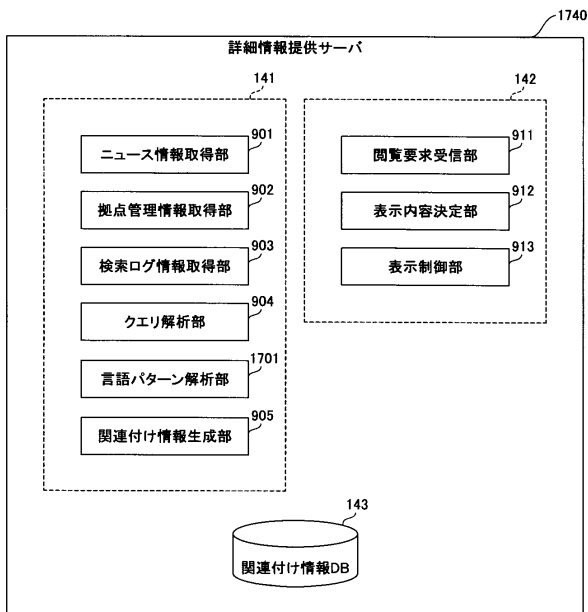 1740
詳細情報提供サーバ
141
901
ニュース情報取得部
902
拠点管理情報取得部
903
検索ログ情報取得部
904
クエリ解析部
1701
言語パターン解析部
905
関連付け情報生成部
142
911
閲覧要求受信部
912
表示内容決定部
913
表示制御部
143
関連付け情報DB